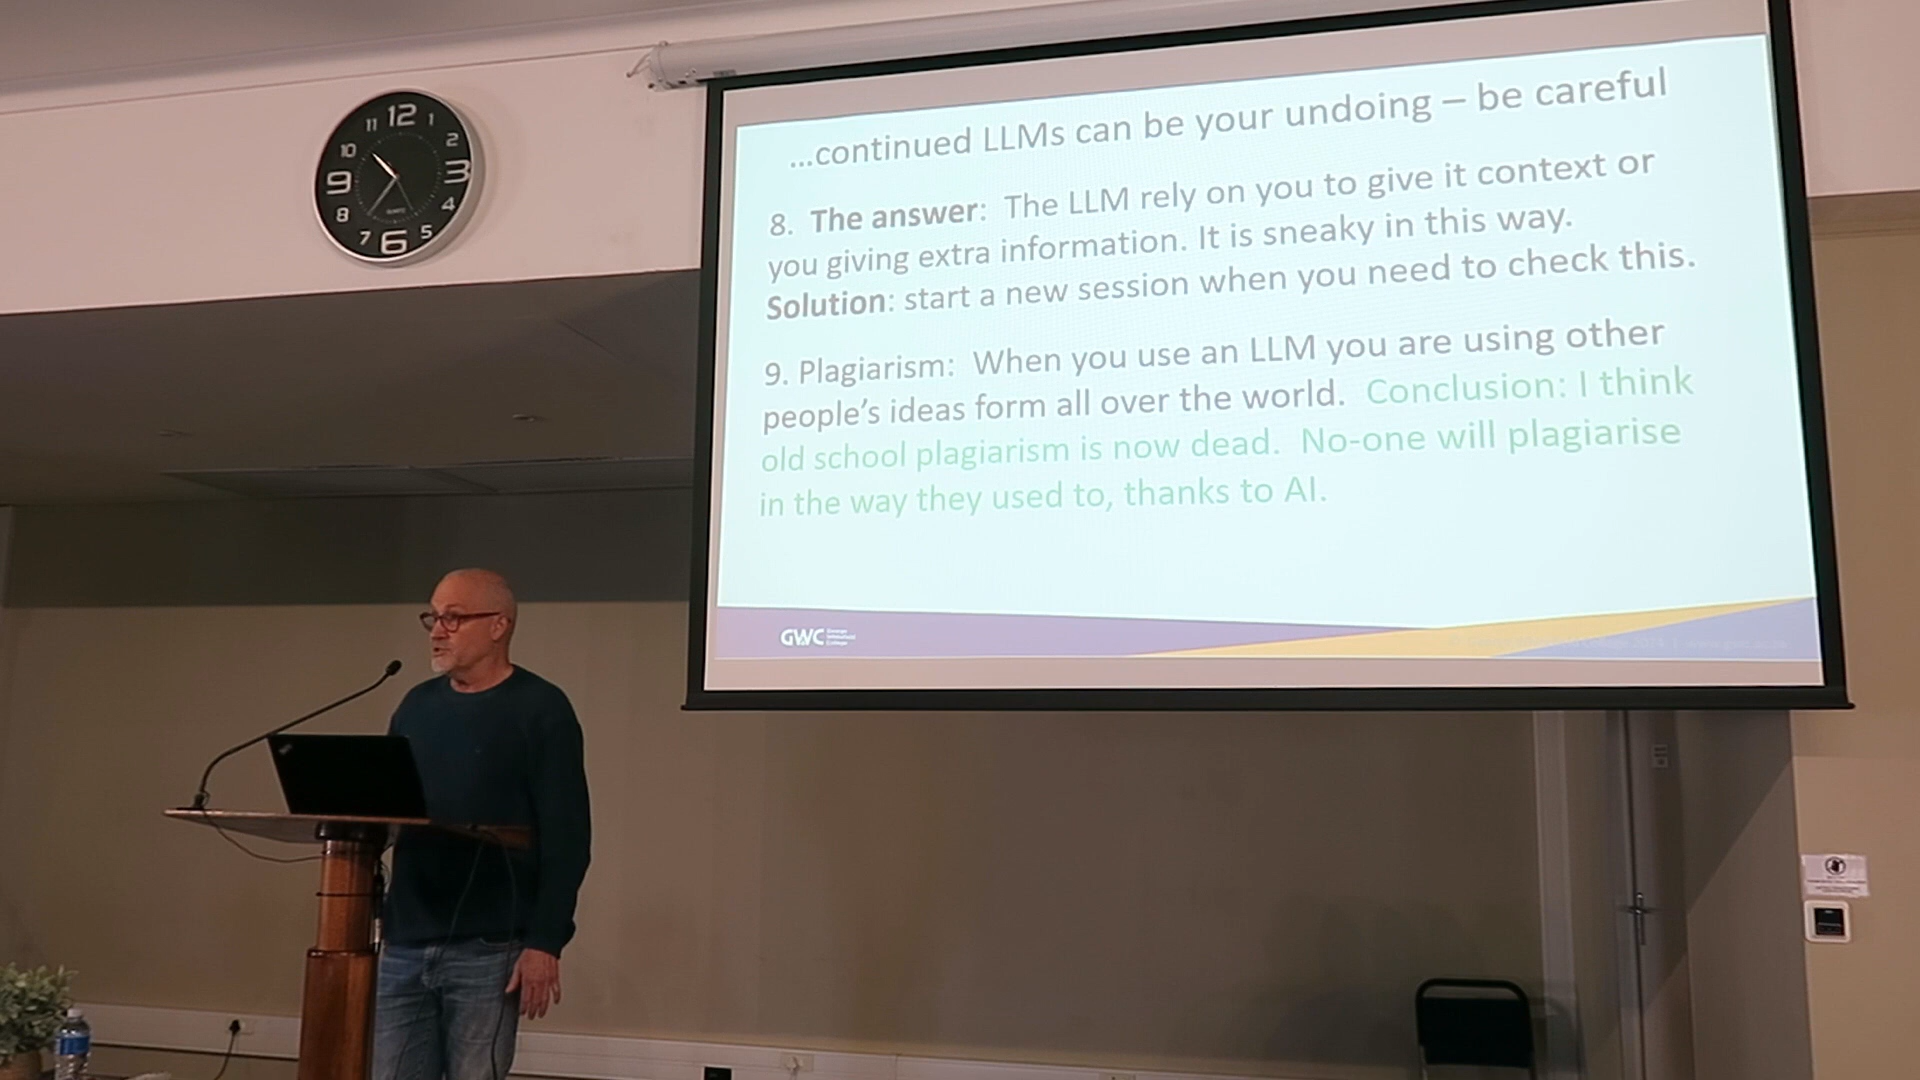 12
11 1
10 2
9 3
8 4
7 5
6
QUARTZ
...continued LLMs can be your undoing – be careful
8. The answer: The LLM rely on you to give it context or
you giving extra information. It is sneaky in this way.
Solution: start a new session when you need to check this.
9. Plagiarism: When you use an LLM you are using other
people's ideas form all over the world. Conclusion: I think
old school plagiarism is now dead. No-one will plagiarise
in the way they used to, thanks to AI.
GWC
George
Whitefield
College